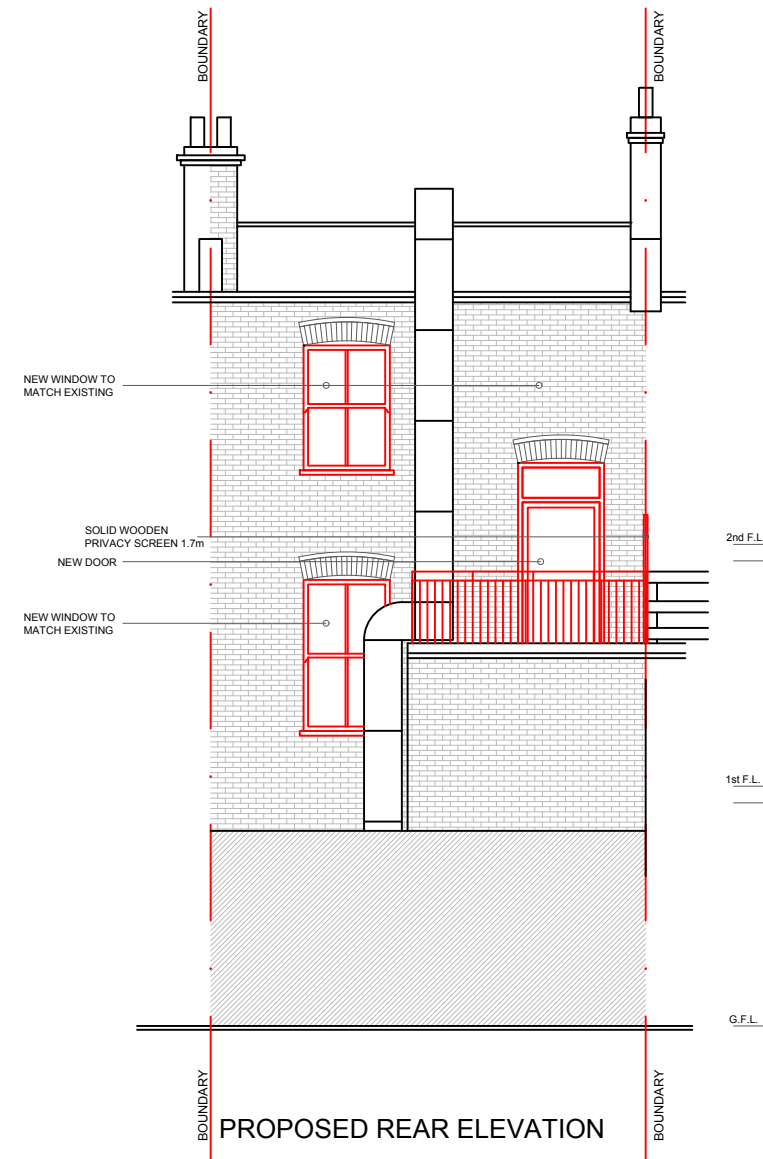 BOUNDARY
BOUNDARY
NEW WINDOW TO
MATCH EXISTING
SOLID WOODEN
PRIVACY SCREEN 1.7m
2nd F.L
NEW DOOR
NEW WINDOW TO
MATCH EXISTING
1st F.L.
G.F.L.
BOUNDARY
BOUNDARY
PROPOSED REAR ELEVATION